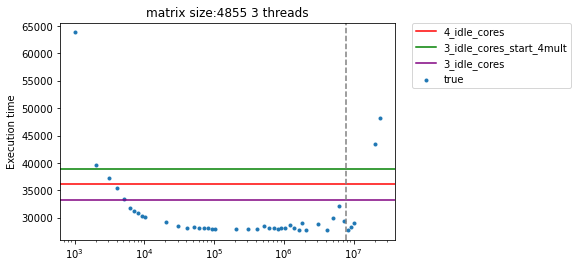 matrix size:4855 3 threads
65000
60000
55000
50000
45000
40000
35000
30000
Execution time
10^3
10^4
10^5
10^6
10^7
4_idle_cores
3_idle_cores_start_4mult
3_idle_cores
true